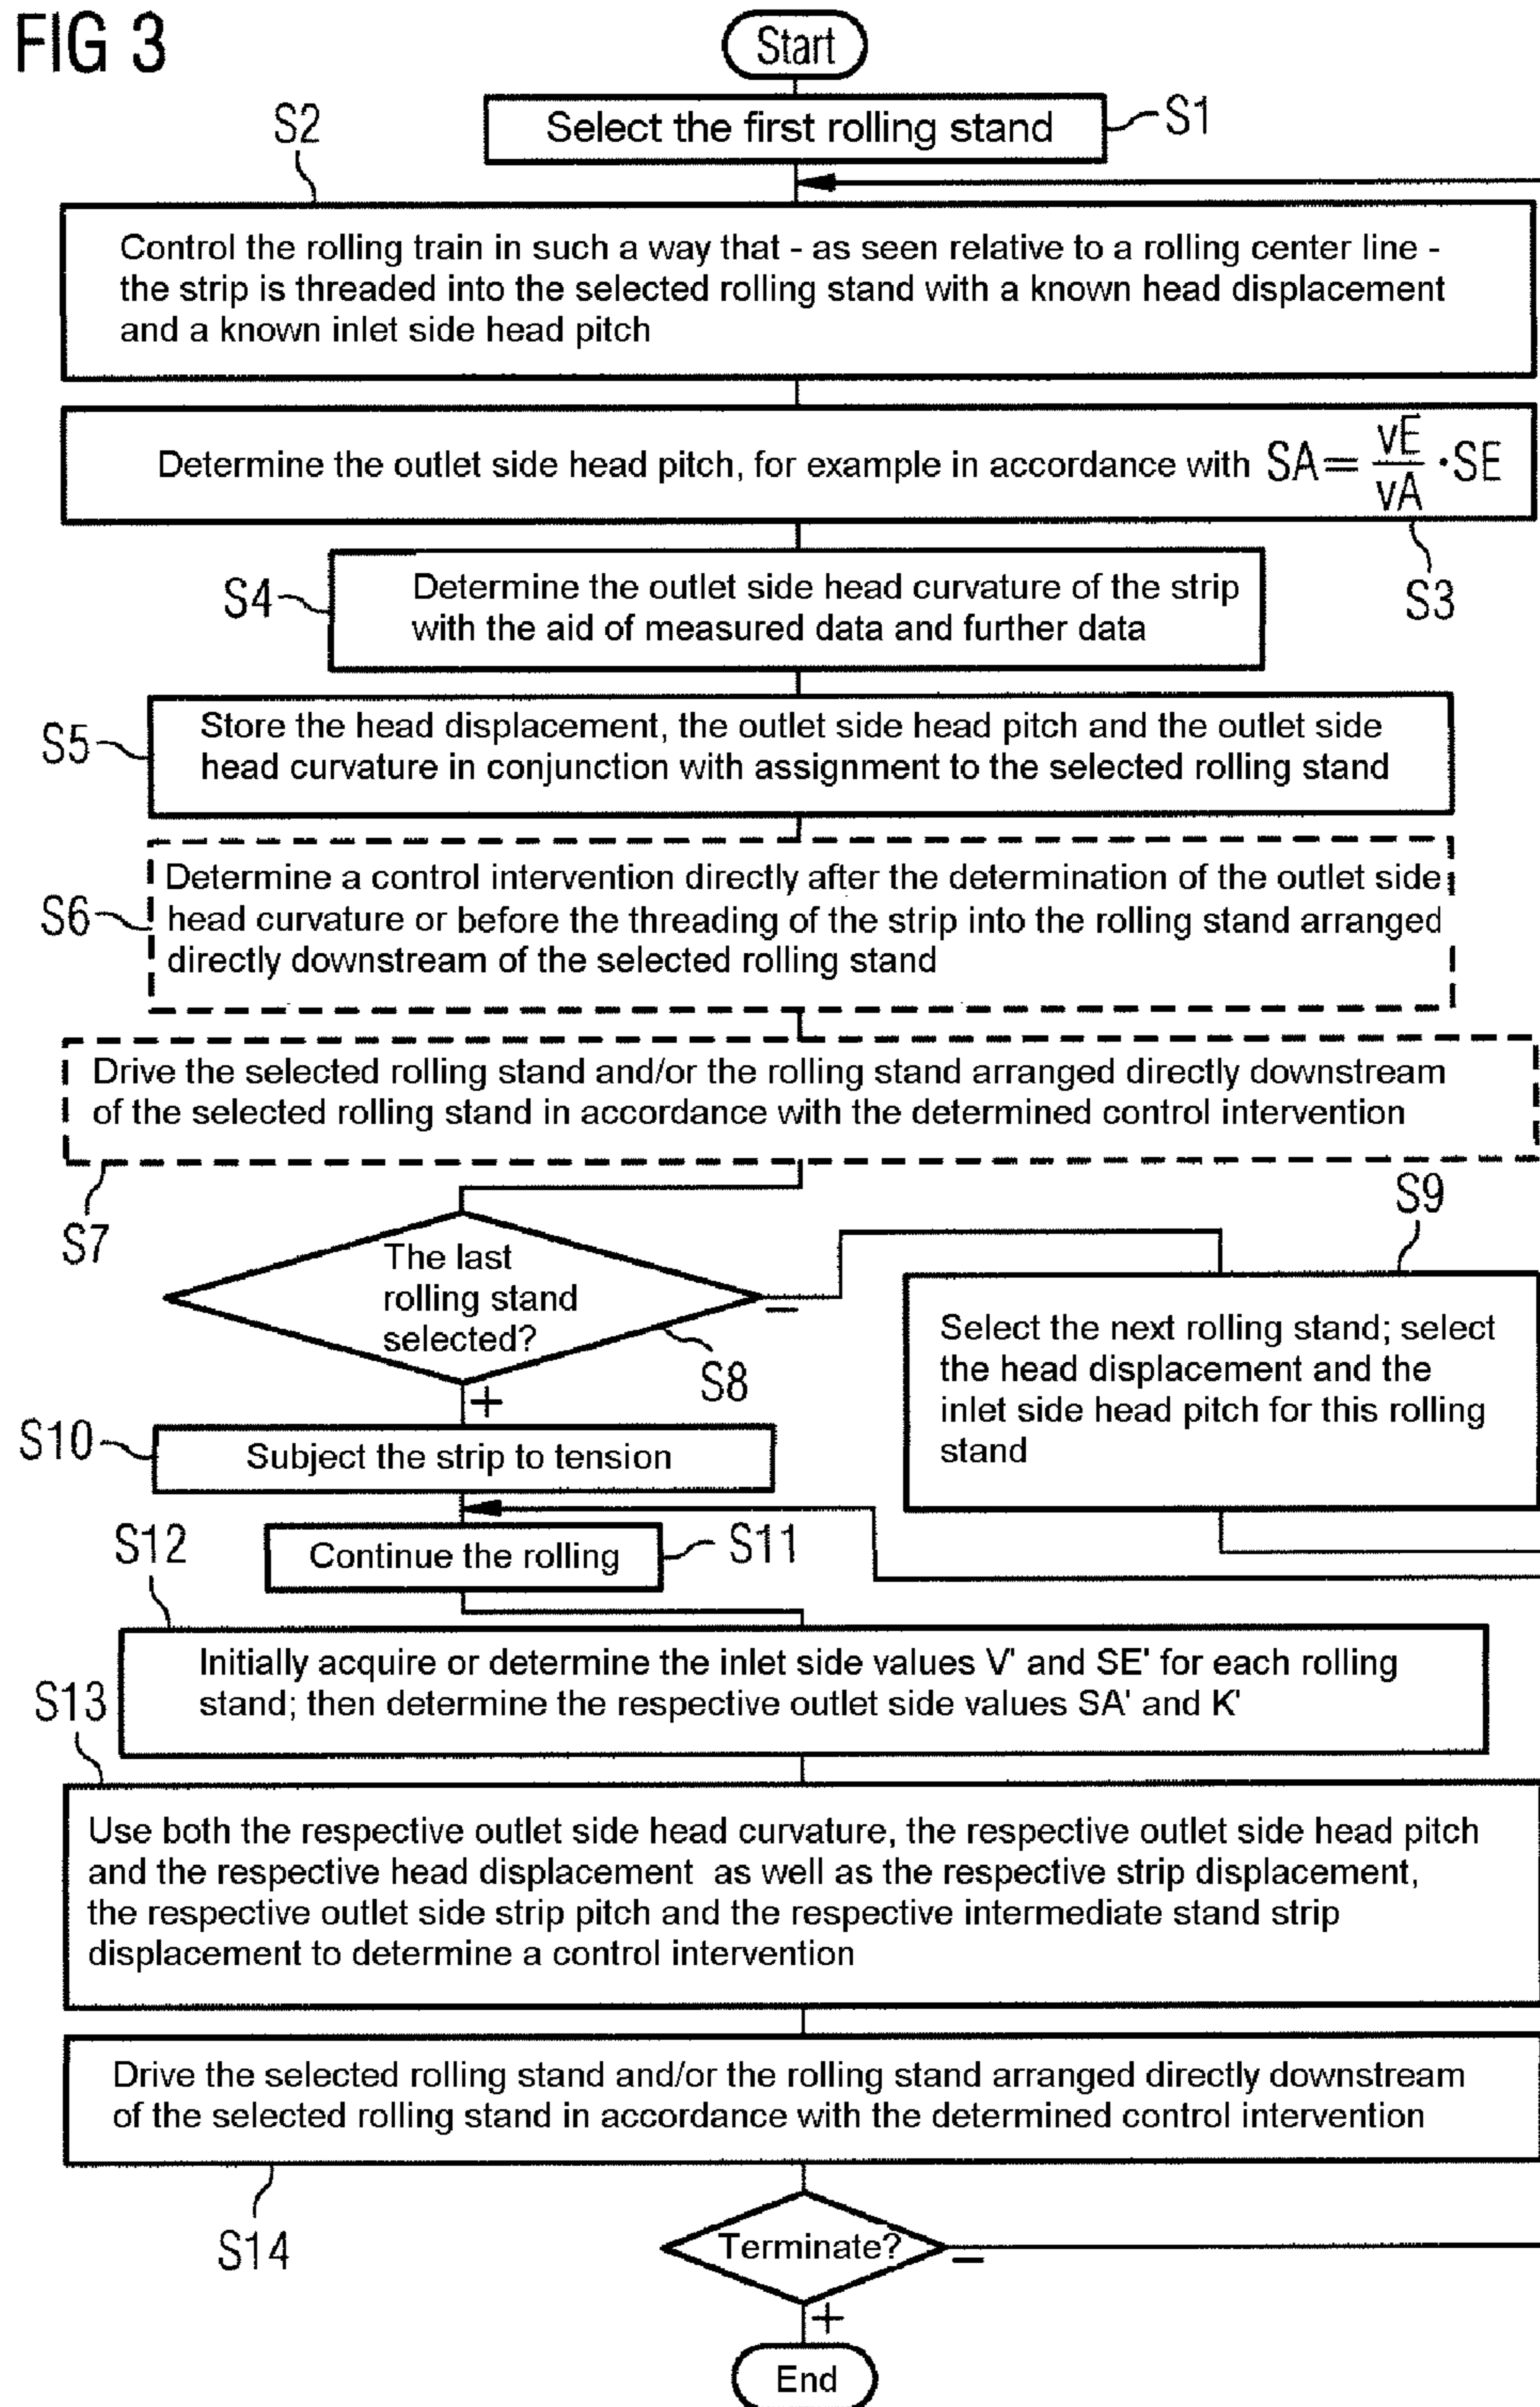 FIG 3
Start
Select the first rolling stand
S1
S2
Control the rolling train in such a way that - as seen relative to a rolling center line -
the strip is threaded into the selected rolling stand with a known head displacement
and a known inlet side head pitch
Determine the outlet side head pitch, for example in accordance with SA = vE/vA · SE
S3
S4
Determine the outlet side head curvature of the strip
with the aid of measured data and further data
S5
Store the head displacement, the outlet side head pitch and the outlet side
head curvature in conjunction with assignment to the selected rolling stand
S6
Determine a control intervention directly after the determination of the outlet side
head curvature or before the threading of the strip into the rolling stand arranged
directly downstream of the selected rolling stand
Drive the selected rolling stand and/or the rolling stand arranged directly downstream
of the selected rolling stand in accordance with the determined control intervention
S7
The last
rolling stand
selected?
S8
–
+
S9
Select the next rolling stand; select
the head displacement and the
inlet side head pitch for this rolling
stand
S10
Subject the strip to tension
Continue the rolling
S11
S12
Initially acquire or determine the inlet side values V' and SE' for each rolling
stand; then determine the respective outlet side values SA' and K'
S13
Use both the respective outlet side head curvature, the respective outlet side head pitch
and the respective head displacement as well as the respective strip displacement,
the respective outlet side strip pitch and the respective intermediate stand strip
displacement to determine a control intervention
Drive the selected rolling stand and/or the rolling stand arranged directly downstream
of the selected rolling stand in accordance with the determined control intervention
S14
Terminate?
–
+
End